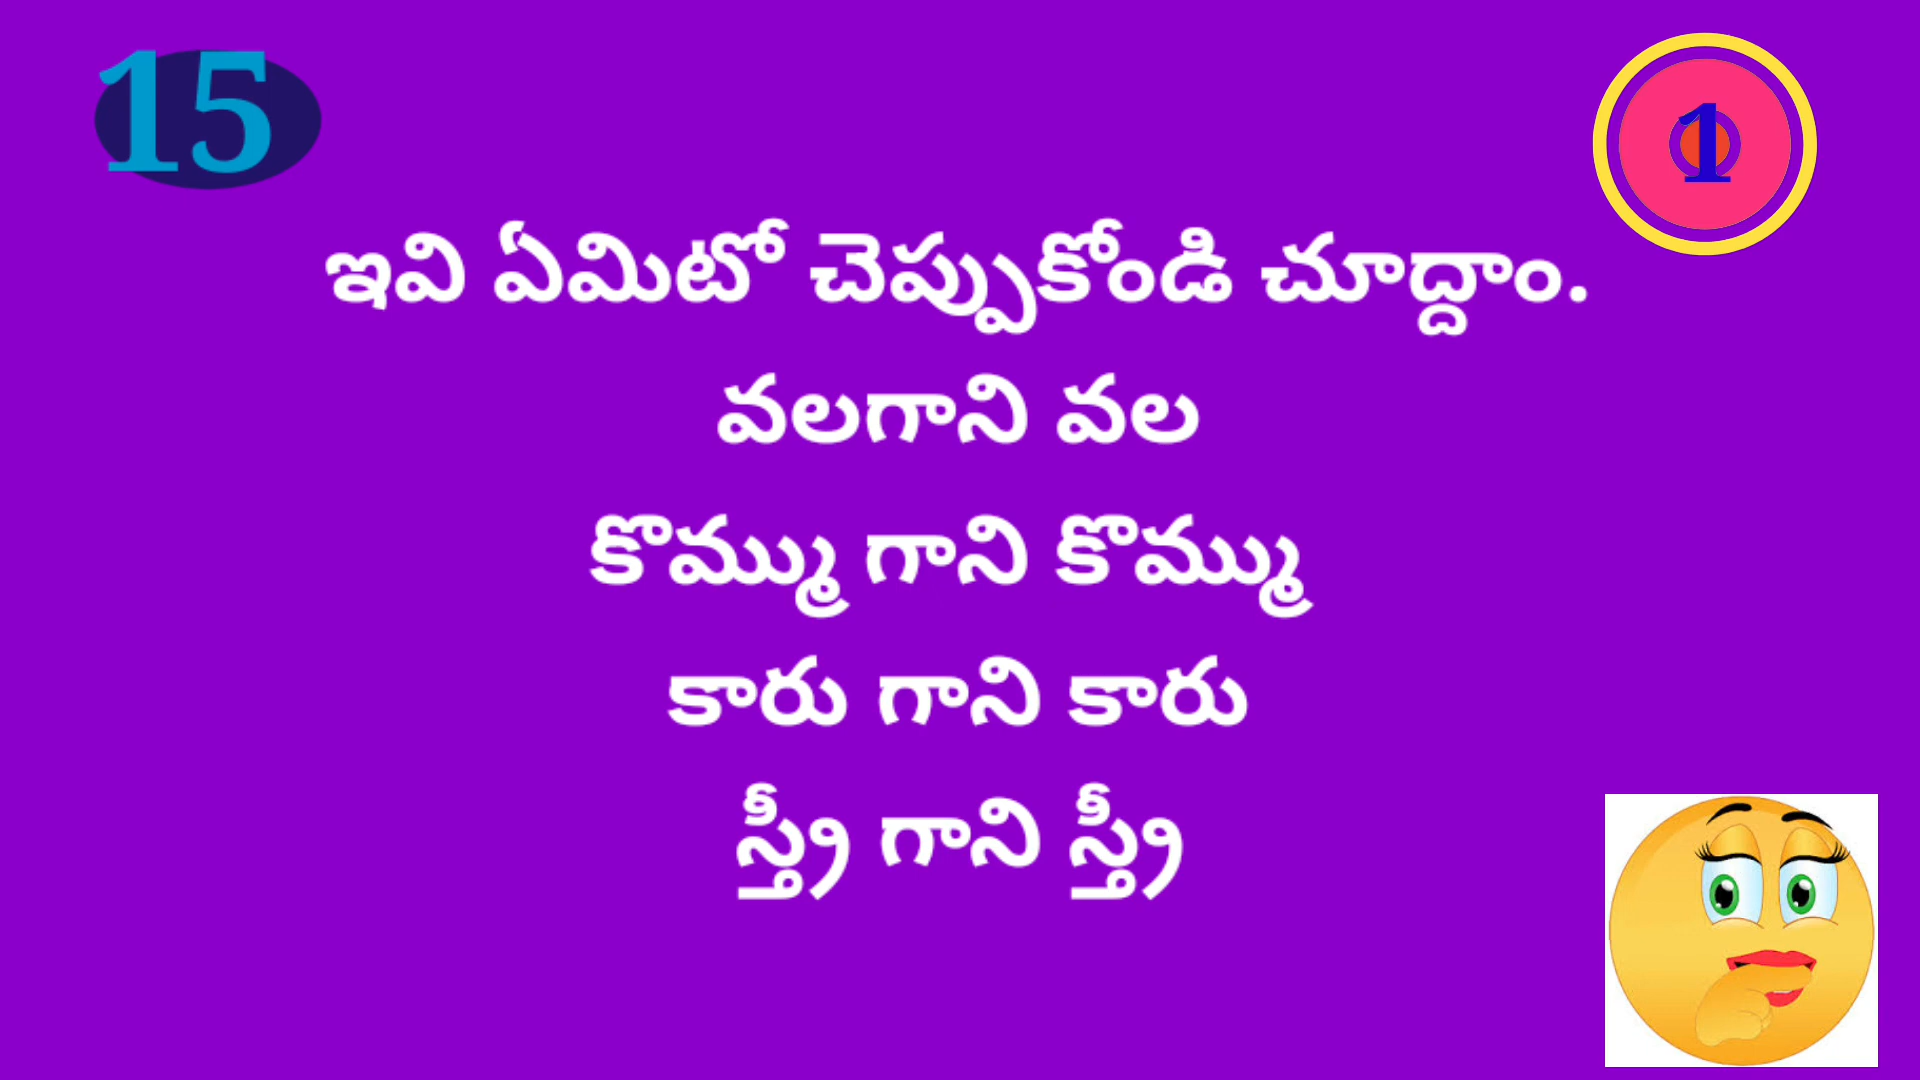 15
1
ఇవి ఏమిటో చెప్పుకోండి చూద్దాం.
వలగాని వల
కొమ్ము గాని కొమ్ము
కారు గాని కారు
స్త్రీ గాని స్త్రీ